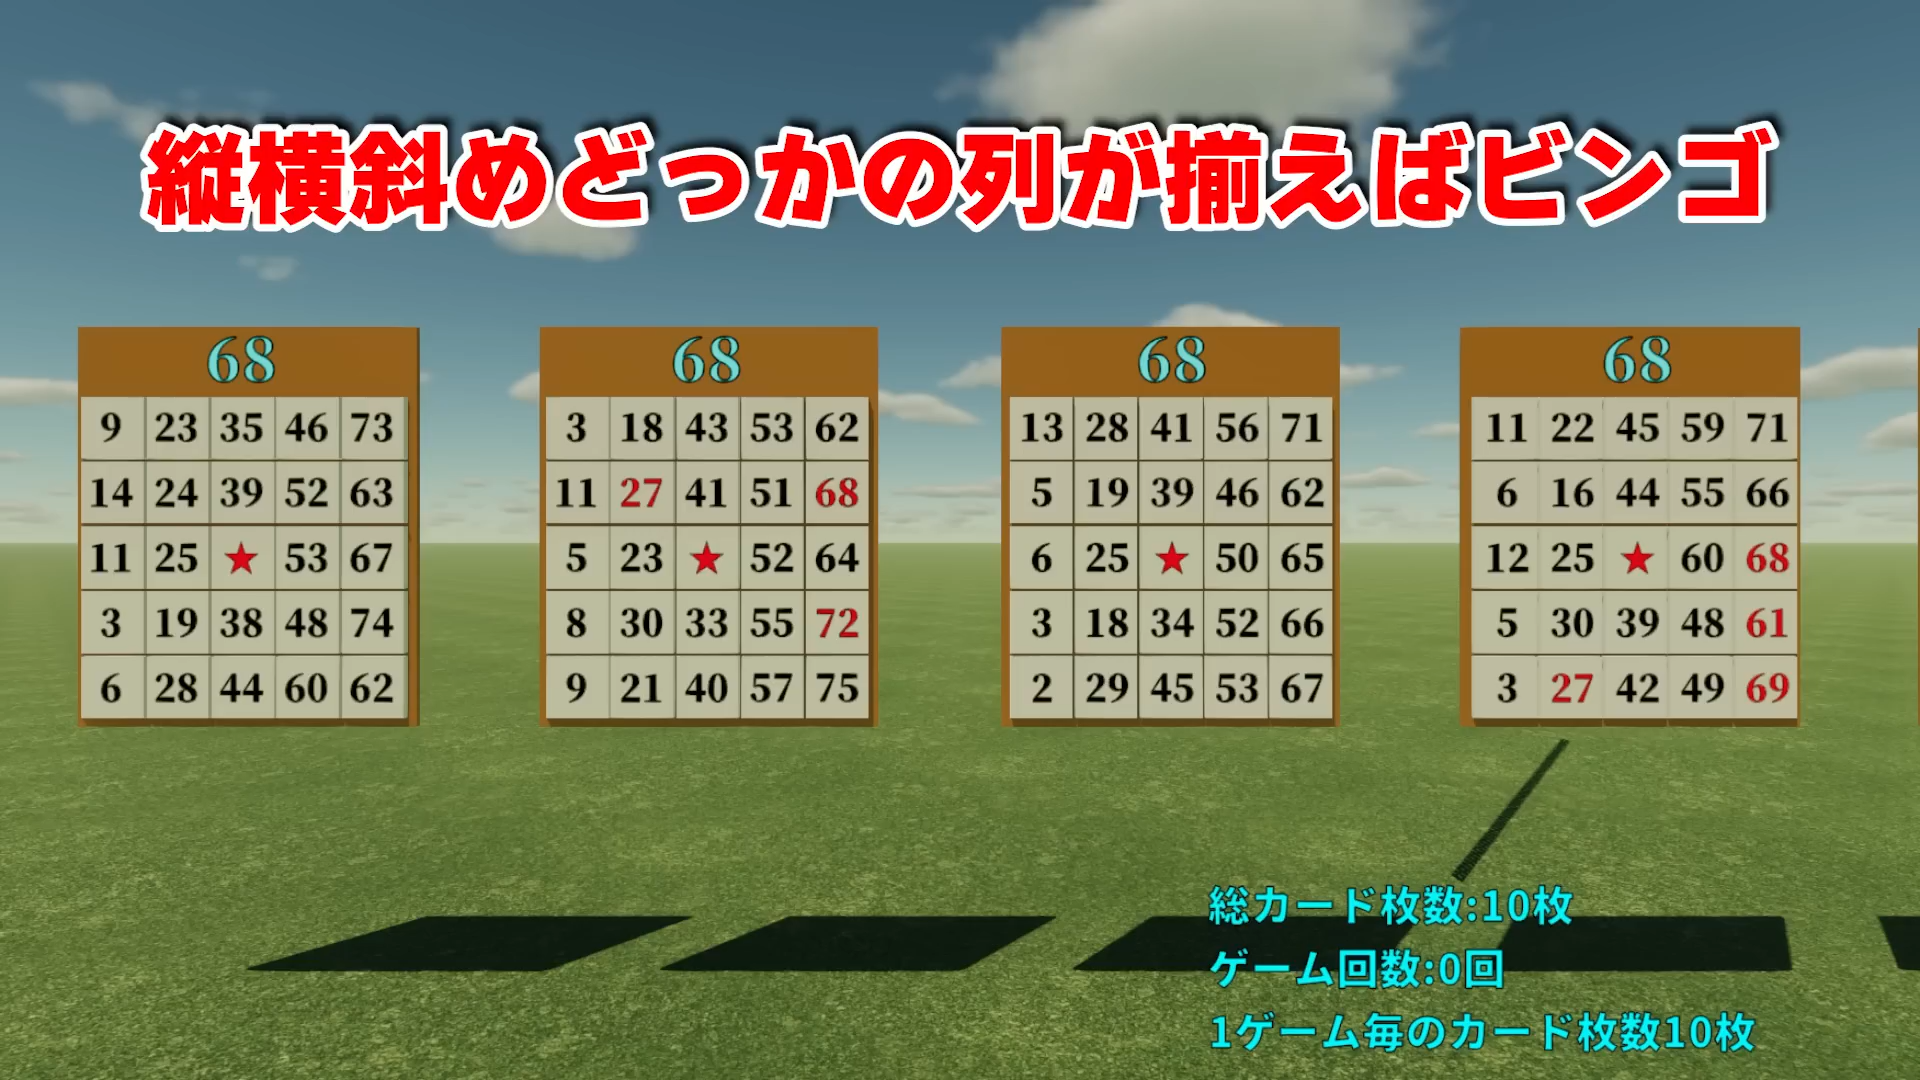 縦横斜めどっかの列が揃えばビンゴ
68 68 68 68
9 23 35 46 73
14 24 39 52 63
11 25 ★ 53 67
3 19 38 48 74
6 28 44 60 62
3 18 43 53 62
11 27 41 51 68
5 23 ★ 52 64
8 30 33 55 72
9 21 40 57 75
13 28 41 56 71
5 19 39 46 62
6 25 ★ 50 65
3 18 34 52 66
2 29 45 53 67
11 22 45 59 71
6 16 44 55 66
12 25 ★ 60 68
5 30 39 48 61
3 27 42 49 69
総カード枚数:10枚
ゲーム回数:0回
1ゲーム毎のカード枚数10枚